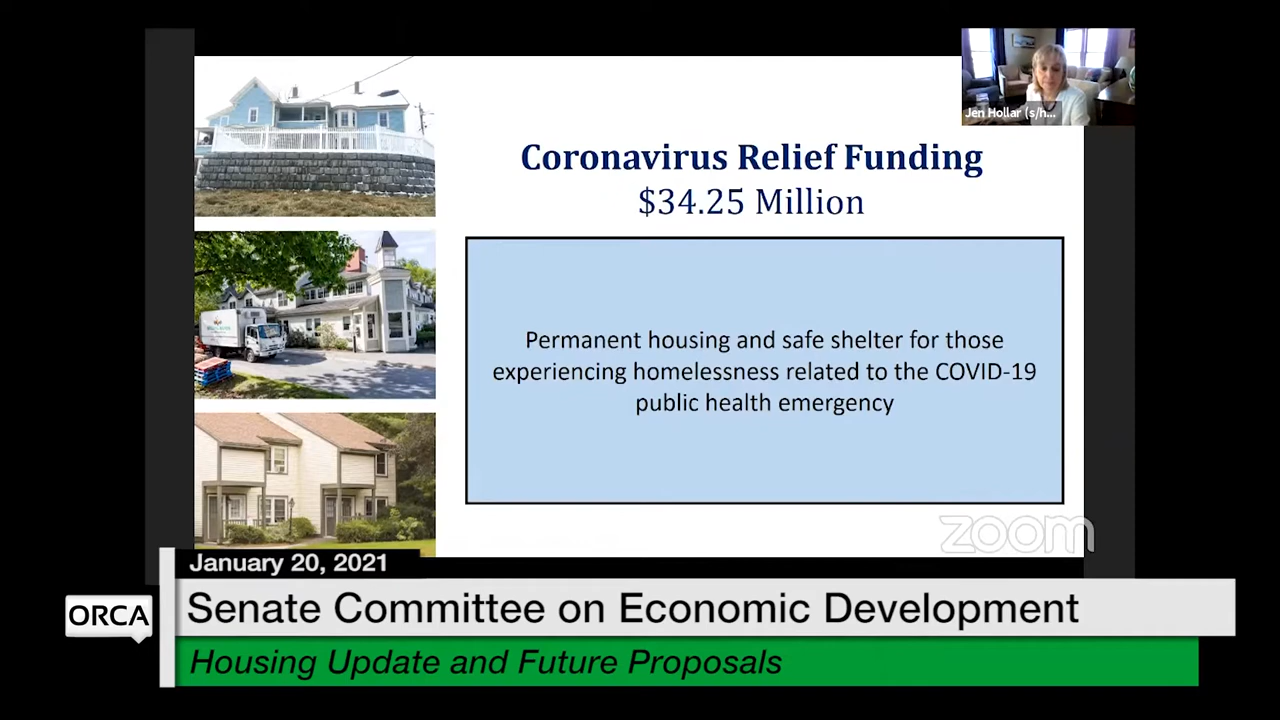 Jen Hollar (s/h...
Coronavirus Relief Funding
$34.25 Million
Permanent housing and safe shelter for those
experiencing homelessness related to the COVID-19
public health emergency
zoom
January 20, 2021
ORCA
Senate Committee on Economic Development
Housing Update and Future Proposals